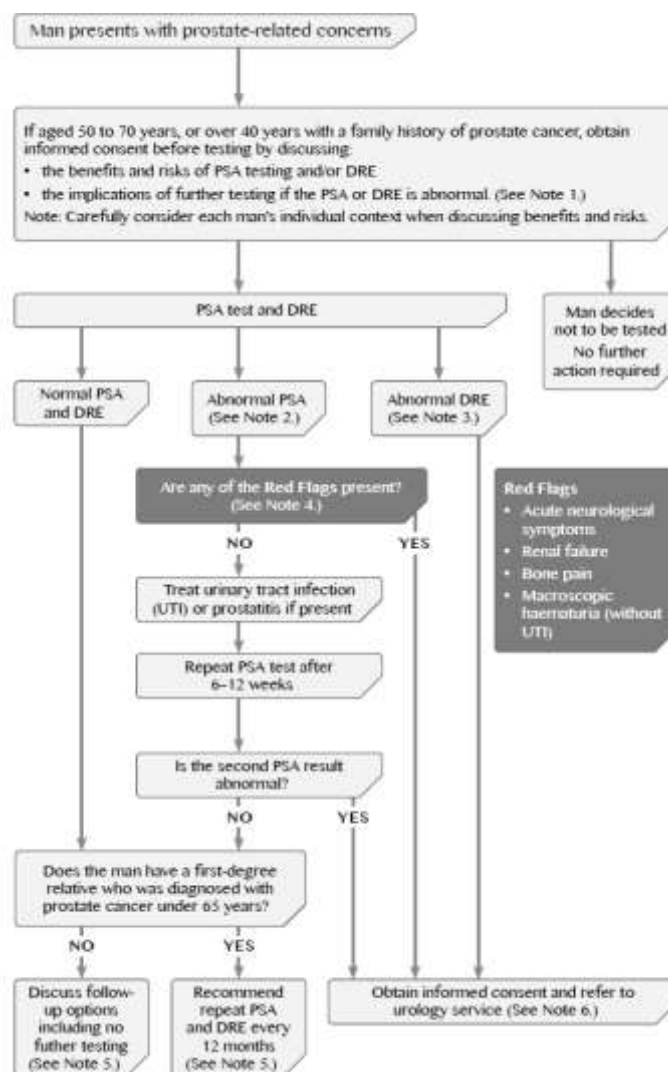 Man presents with prostate-related concerns
If aged 50 to 70 years, or over 40 years with a family history of prostate cancer, obtain
informed consent before testing by discussing:
• the benefits and risks of PSA testing and/or DRE
• the implications of further testing if the PSA or DRE is abnormal. (See Note 1.)
Note: Carefully consider each man's individual context when discussing benefits and risks.
PSA test and DRE
Man decides
not to be tested
No further
action required
Normal PSA
and DRE
Abnormal PSA
(See Note 2.)
Abnormal DRE
(See Note 3.)
Are any of the Red Flags present?
(See Note 4.)
NO
YES
Red Flags
• Acute neurological
symptoms
• Renal failure
• Bone pain
• Macroscopic
haematuria (without
UTI)
Treat urinary tract infection
(UTI) or prostatitis if present
Repeat PSA test after
6–12 weeks
Is the second PSA result
abnormal?
NO
YES
Does the man have a first-degree
relative who was diagnosed with
prostate cancer under 65 years?
NO
YES
Discuss follow-
up options
including no
futher testing
(See Note 5.)
Recommend
repeat PSA
and DRE every
12 months
(See Note 5.)
Obtain informed consent and refer to
urology service (See Note 6.)